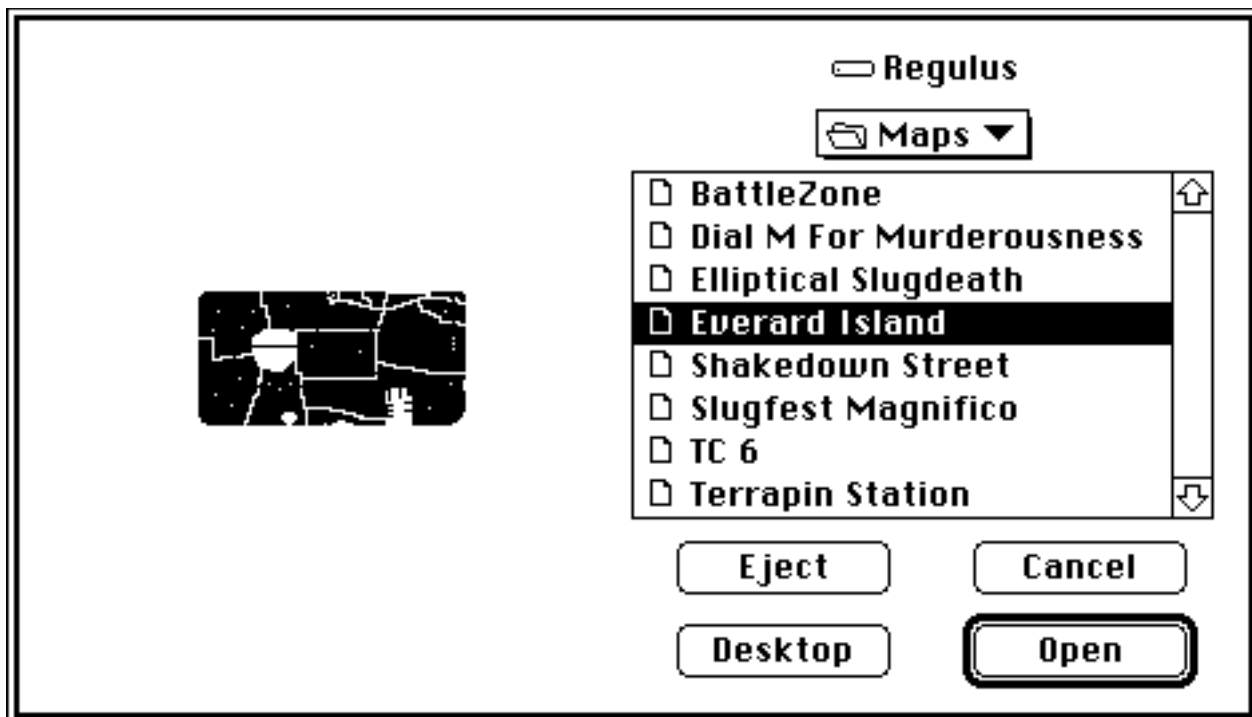 Regulus
Maps
BattleZone
Dial M For Murderousness
Elliptical Slugdeath
Everard Island
Shakedown Street
Slugfest Magnifico
TC 6
Terrapin Station
Eject
Cancel
Desktop
Open